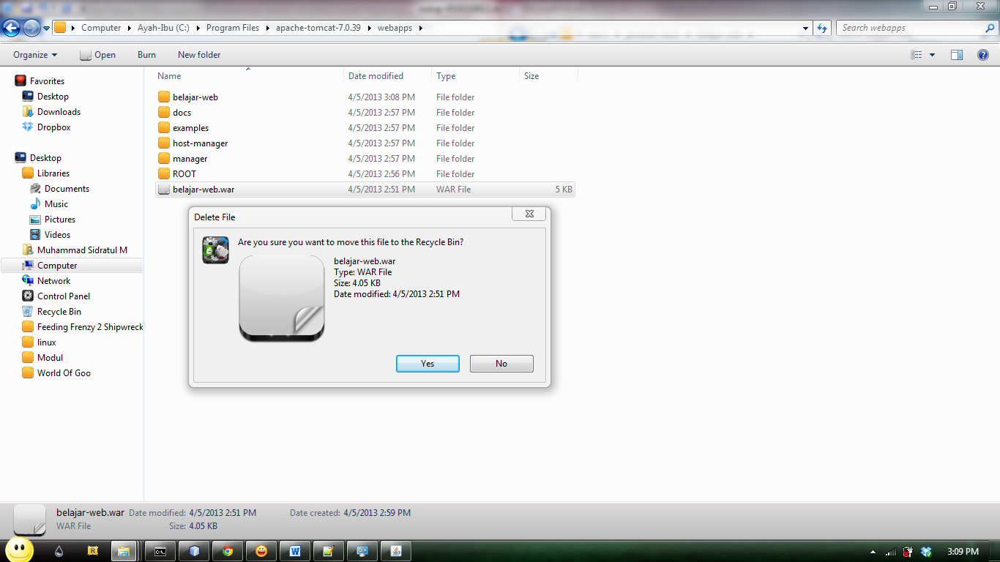 Computer Ayah-Ibu (C:) Program Files apache-tomcat-7.0.39 webapps
Search webapps
Organize Open Burn New folder
Name Date modified Type Size
Favorites
Desktop
Downloads
Dropbox
Desktop
Libraries
Documents
Music
Pictures
Videos
Muhammad Sidratul M
Computer
Network
Control Panel
Recycle Bin
Feeding Frenzy 2 Shipwreck
linux
Modul
World Of Goo
belajar-web 4/5/2013 3:08 PM File folder
docs 4/5/2013 2:57 PM File folder
examples 4/5/2013 2:57 PM File folder
host-manager 4/5/2013 2:57 PM File folder
manager 4/5/2013 2:57 PM File folder
ROOT 4/5/2013 2:56 PM File folder
belajar-web.war 4/5/2013 2:51 PM WAR File 5 KB
Delete File
Are you sure you want to move this file to the Recycle Bin?
belajar-web.war
Type: WAR File
Size: 4.05 KB
Date modified: 4/5/2013 2:51 PM
Yes No
belajar-web.war Date modified: 4/5/2013 2:51 PM Date created: 4/5/2013 2:59 PM
WAR File Size: 4.05 KB
3:09 PM